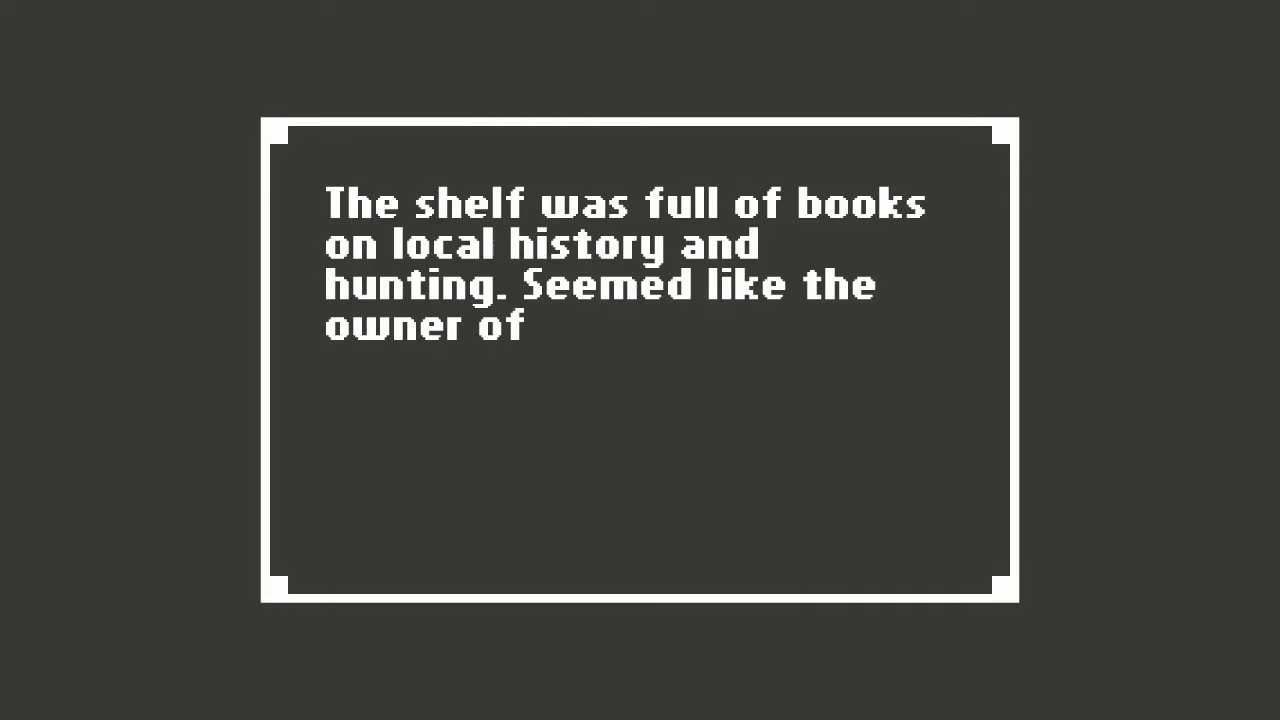 The shelf was full of books
on local history and
hunting. Seemed like the
owner of